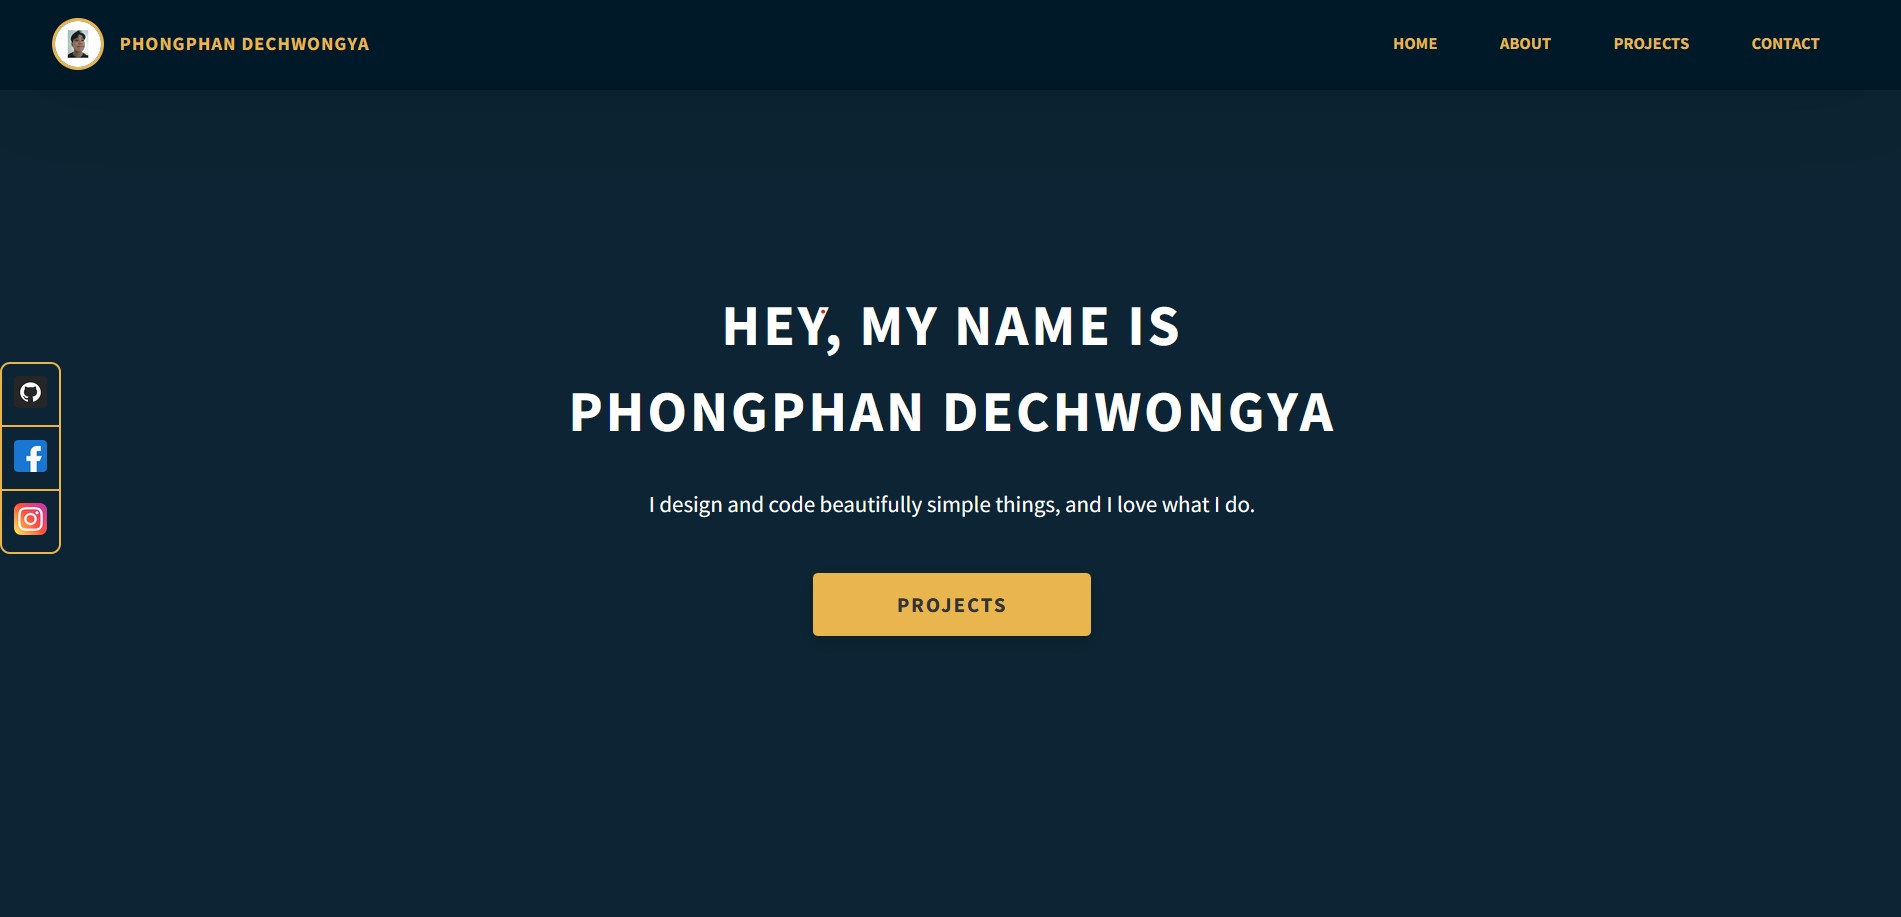 PHONGPHAN DECHWONGYA
HOME ABOUT PROJECTS CONTACT
HEY, MY NAME IS
PHONGPHAN DECHWONGYA
I design and code beautifully simple things, and I love what I do.
PROJECTS